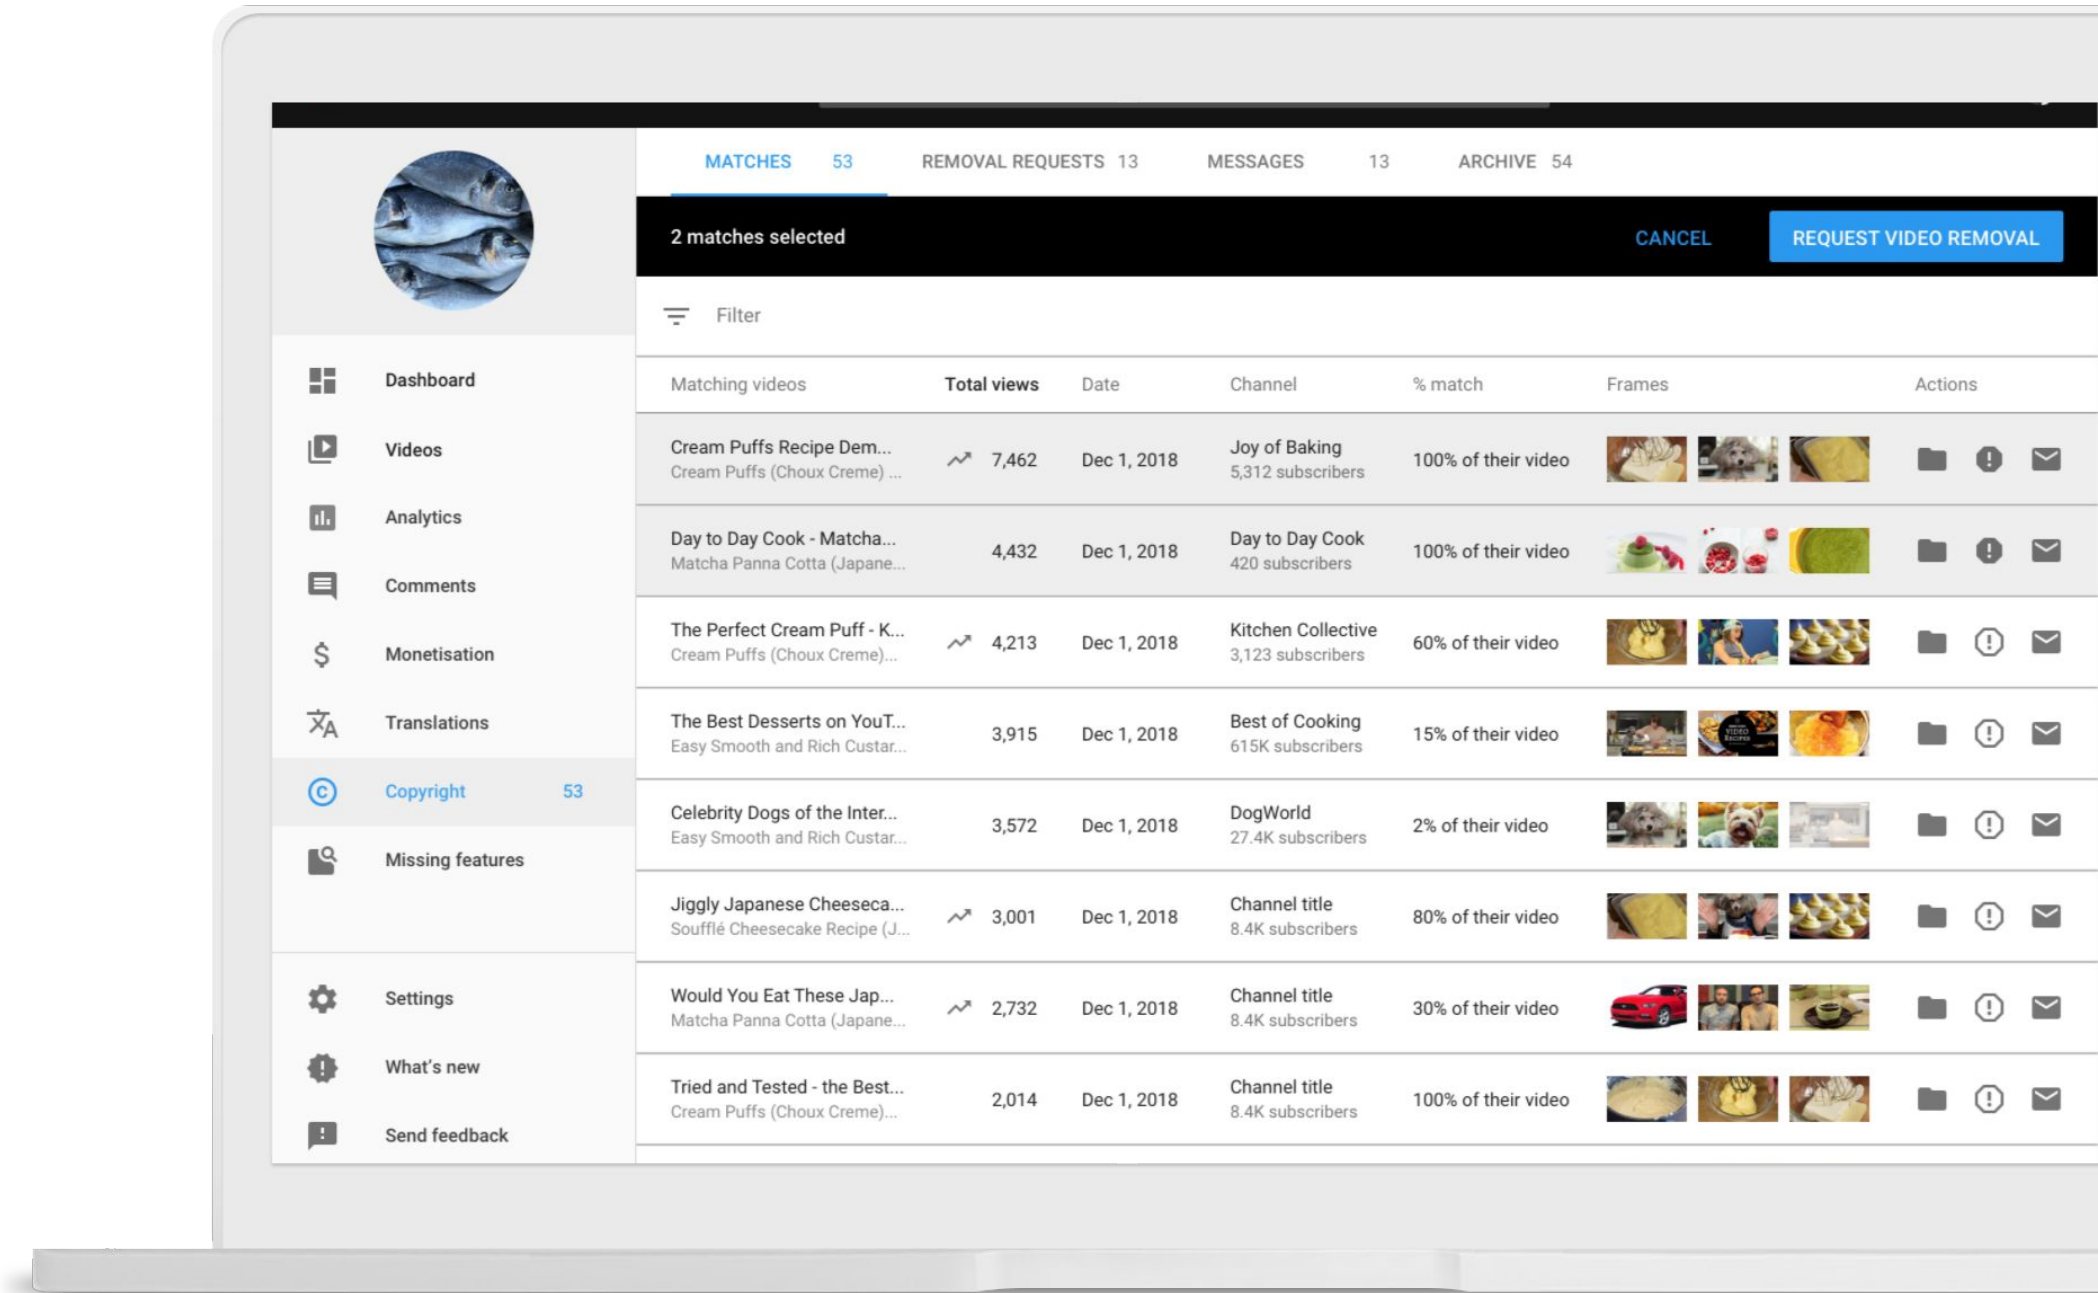 MATCHES 53 REMOVAL REQUESTS 13 MESSAGES 13 ARCHIVE 54
2 matches selected CANCEL REQUEST VIDEO REMOVAL
Filter
Dashboard
Videos
Analytics
Comments
Monetisation
Translations
Copyright 53
Missing features
Settings
What's new
Send feedback
Matching videos Total views Date Channel % match Frames Actions
Cream Puffs Recipe Dem... 7,462 Dec 1, 2018 Joy of Baking 100% of their video
Cream Puffs (Choux Creme) ... 5,312 subscribers
Day to Day Cook - Matcha... 4,432 Dec 1, 2018 Day to Day Cook 100% of their video
Matcha Panna Cotta (Japane... 420 subscribers
The Perfect Cream Puff - K... 4,213 Dec 1, 2018 Kitchen Collective 60% of their video
Cream Puffs (Choux Creme)... 3,123 subscribers
The Best Desserts on YouT... 3,915 Dec 1, 2018 Best of Cooking 15% of their video
Easy Smooth and Rich Custar... 615K subscribers
VIDEO
RECIPES
Celebrity Dogs of the Inter... 3,572 Dec 1, 2018 DogWorld 2% of their video
Easy Smooth and Rich Custar... 27.4K subscribers
Jiggly Japanese Cheeseca... 3,001 Dec 1, 2018 Channel title 80% of their video
Soufflé Cheesecake Recipe (J... 8.4K subscribers
Would You Eat These Jap... 2,732 Dec 1, 2018 Channel title 30% of their video
Matcha Panna Cotta (Japane... 8.4K subscribers
Tried and Tested - the Best... 2,014 Dec 1, 2018 Channel title 100% of their video
Cream Puffs (Choux Creme)... 8.4K subscribers